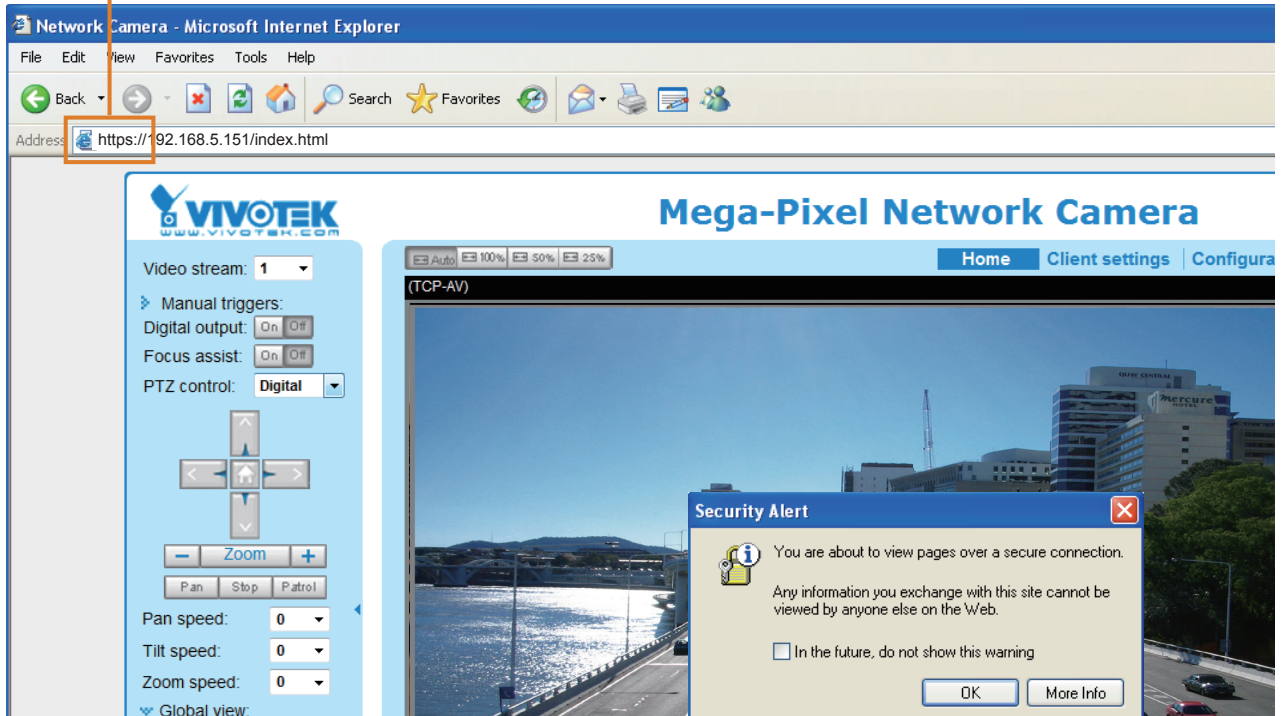 Network Camera - Microsoft Internet Explorer
File Edit View Favorites Tools Help
Back Search Favorites
Address https://192.168.5.151/index.html
VIVOTEK
www.vivotek.com
Mega-Pixel Network Camera
Video stream: 1
Auto 100% 50% 25%
Home Client settings Configura
(TCP-AV)
Manual triggers:
Digital output: On Off
Focus assist: On Off
PTZ control: Digital
Zoom
Pan Stop Patrol
Pan speed: 0
Tilt speed: 0
Zoom speed: 0
Global view:
QUAY CENTRAL
Mercure
HOTEL
Security Alert
You are about to view pages over a secure connection.
Any information you exchange with this site cannot be
viewed by anyone else on the Web.
In the future, do not show this warning
OK More Info